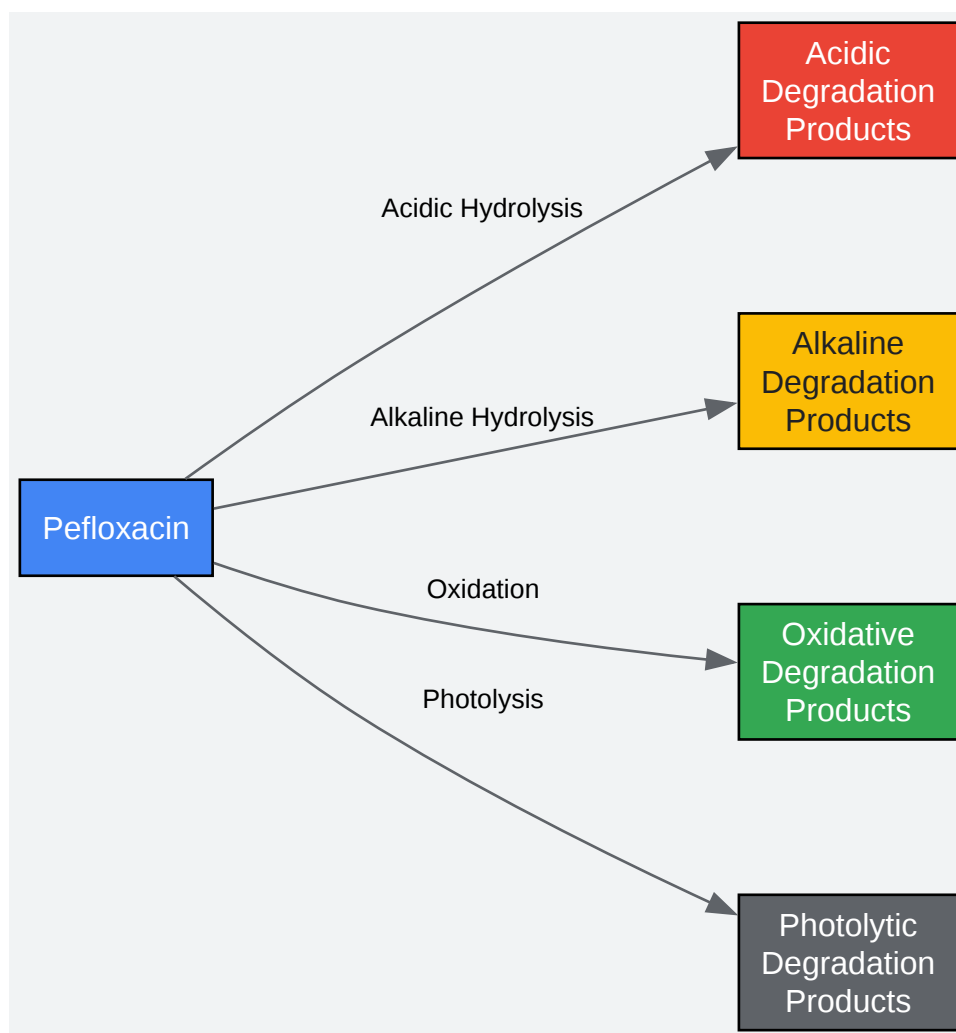 Acidic
Degradation
Products
Acidic Hydrolysis
Alkaline
Degradation
Products
Alkaline Hydrolysis
Pefloxacin
Oxidation
Oxidative
Degradation
Products
Photolysis
Photolytic
Degradation
Products